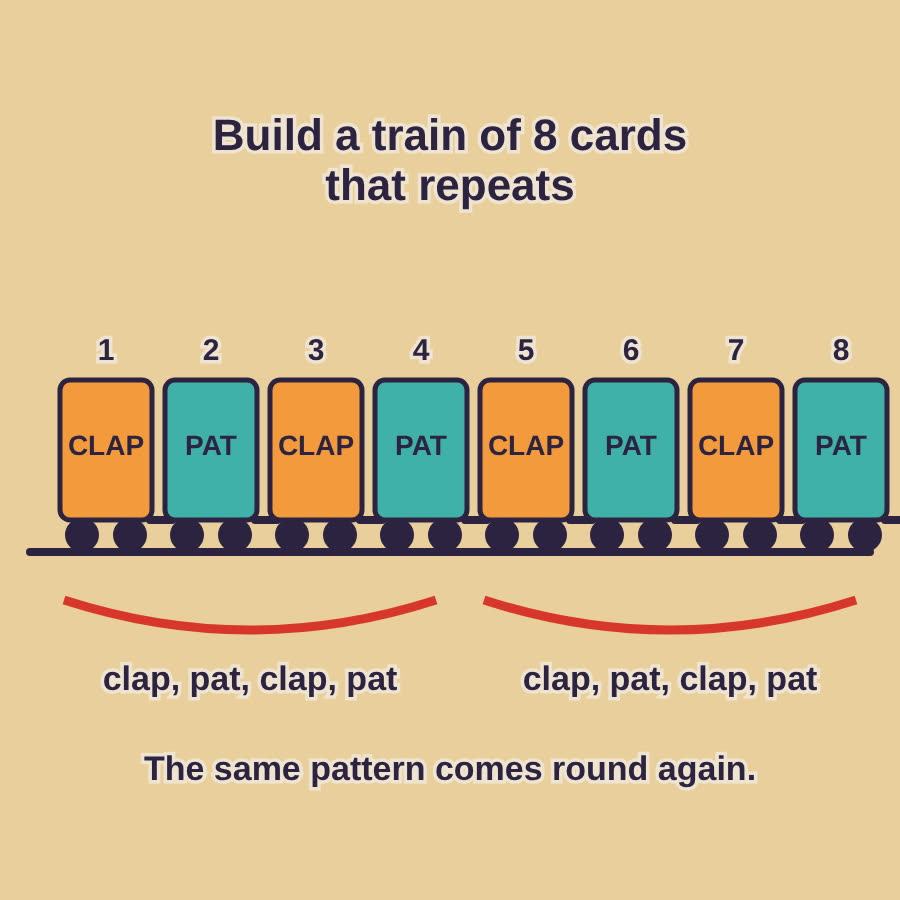 Build a train of 8 cards
that repeats
1 2 3 4 5 6 7 8
CLAP PAT CLAP PAT CLAP PAT CLAP PAT
clap, pat, clap, pat clap, pat, clap, pat
The same pattern comes round again.